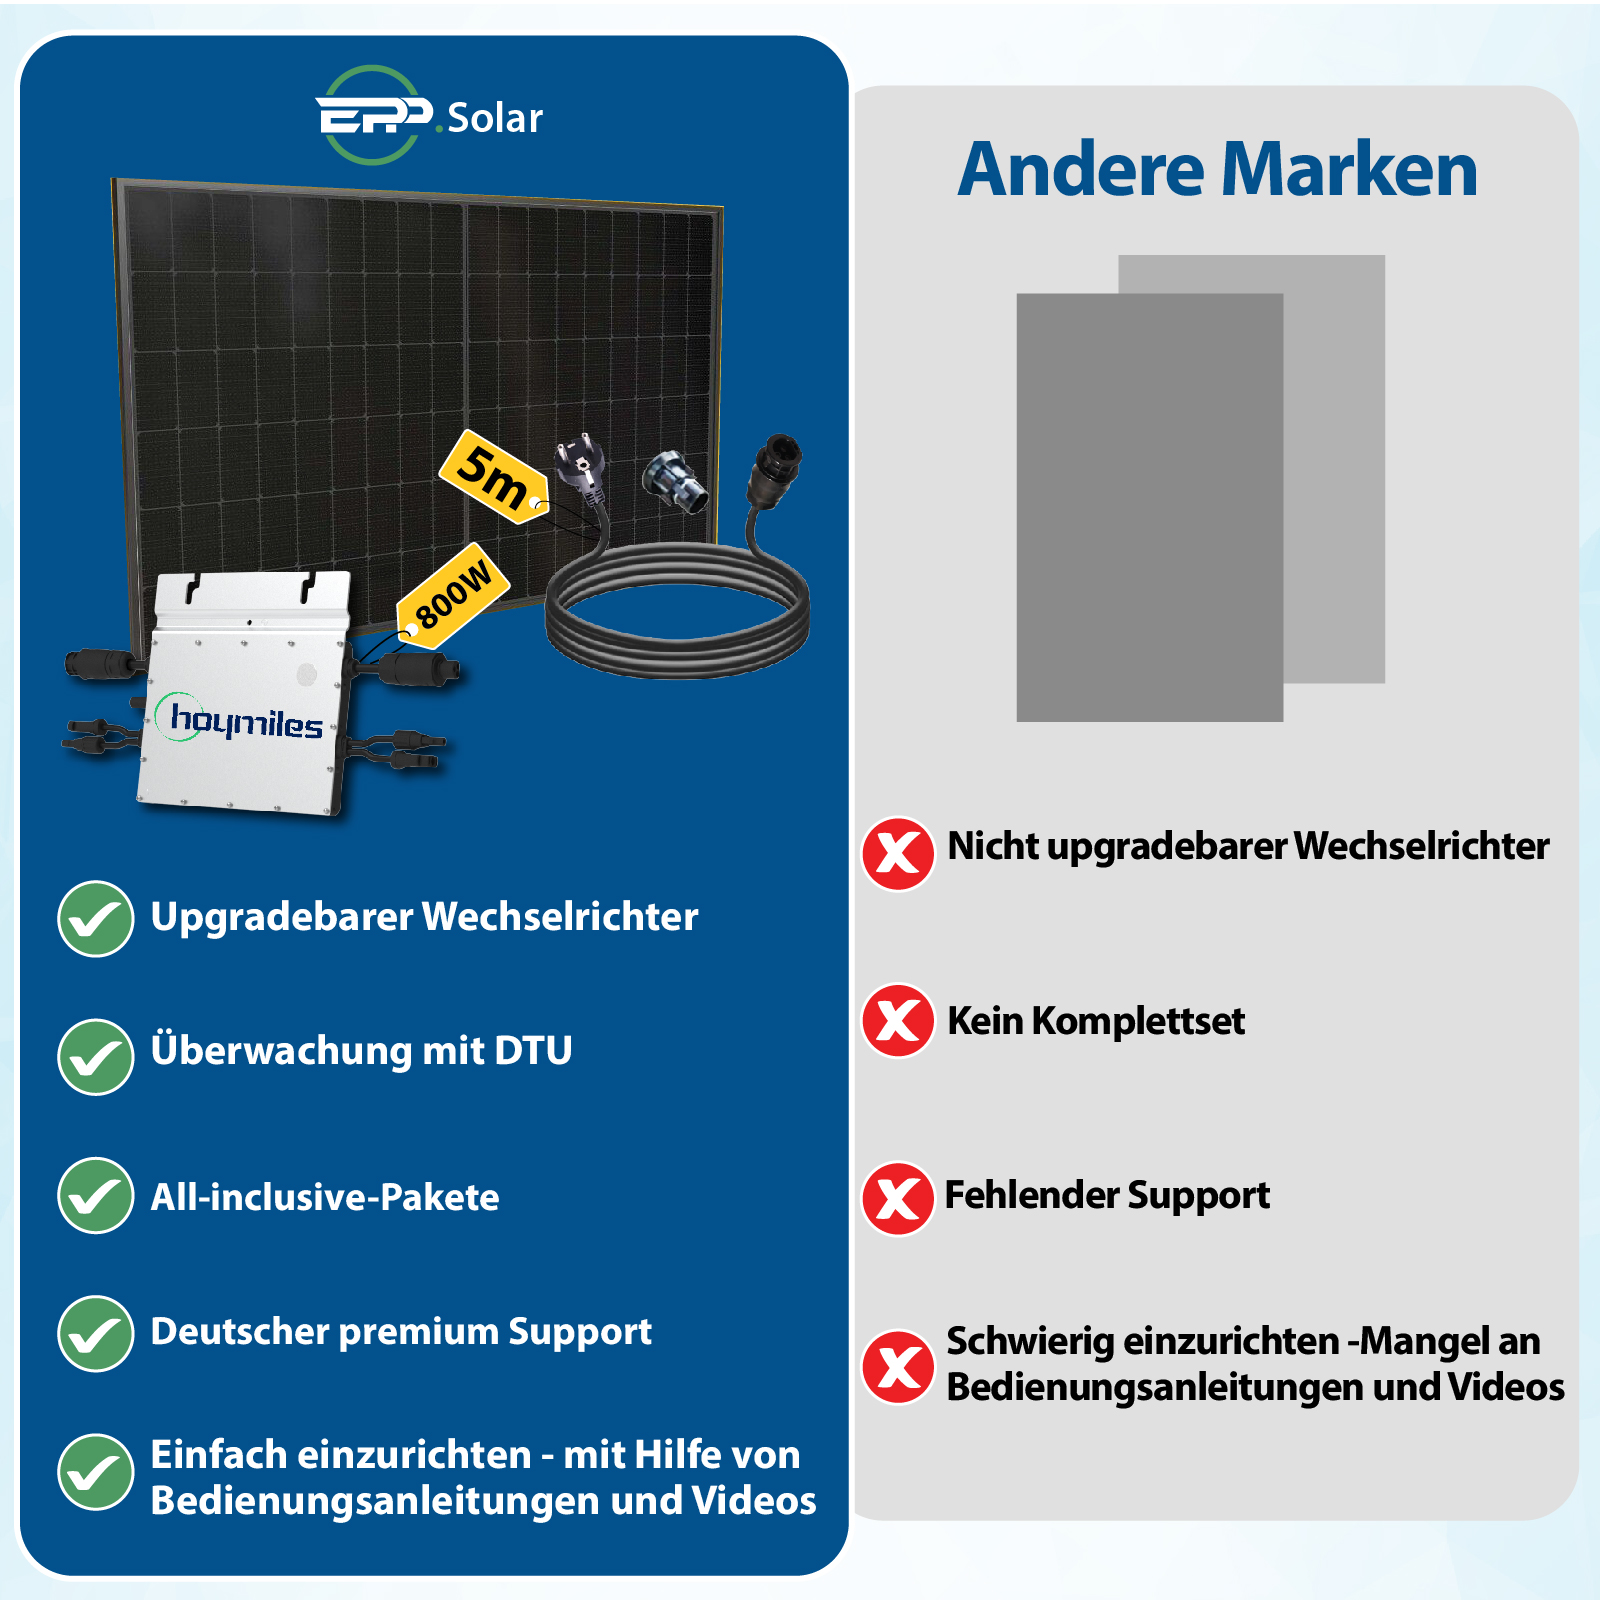 EPP.Solar
5m
800W
hoymiles
Upgradebarer Wechselrichter
Überwachung mit DTU
All-inclusive-Pakete
Deutscher premium Support
Einfach einzurichten - mit Hilfe von
Bedienungsanleitungen und Videos
Andere Marken
Nicht upgradebarer Wechselrichter
Kein Komplettset
Fehlender Support
Schwierig einzurichten -Mangel an
Bedienungsanleitungen und Videos